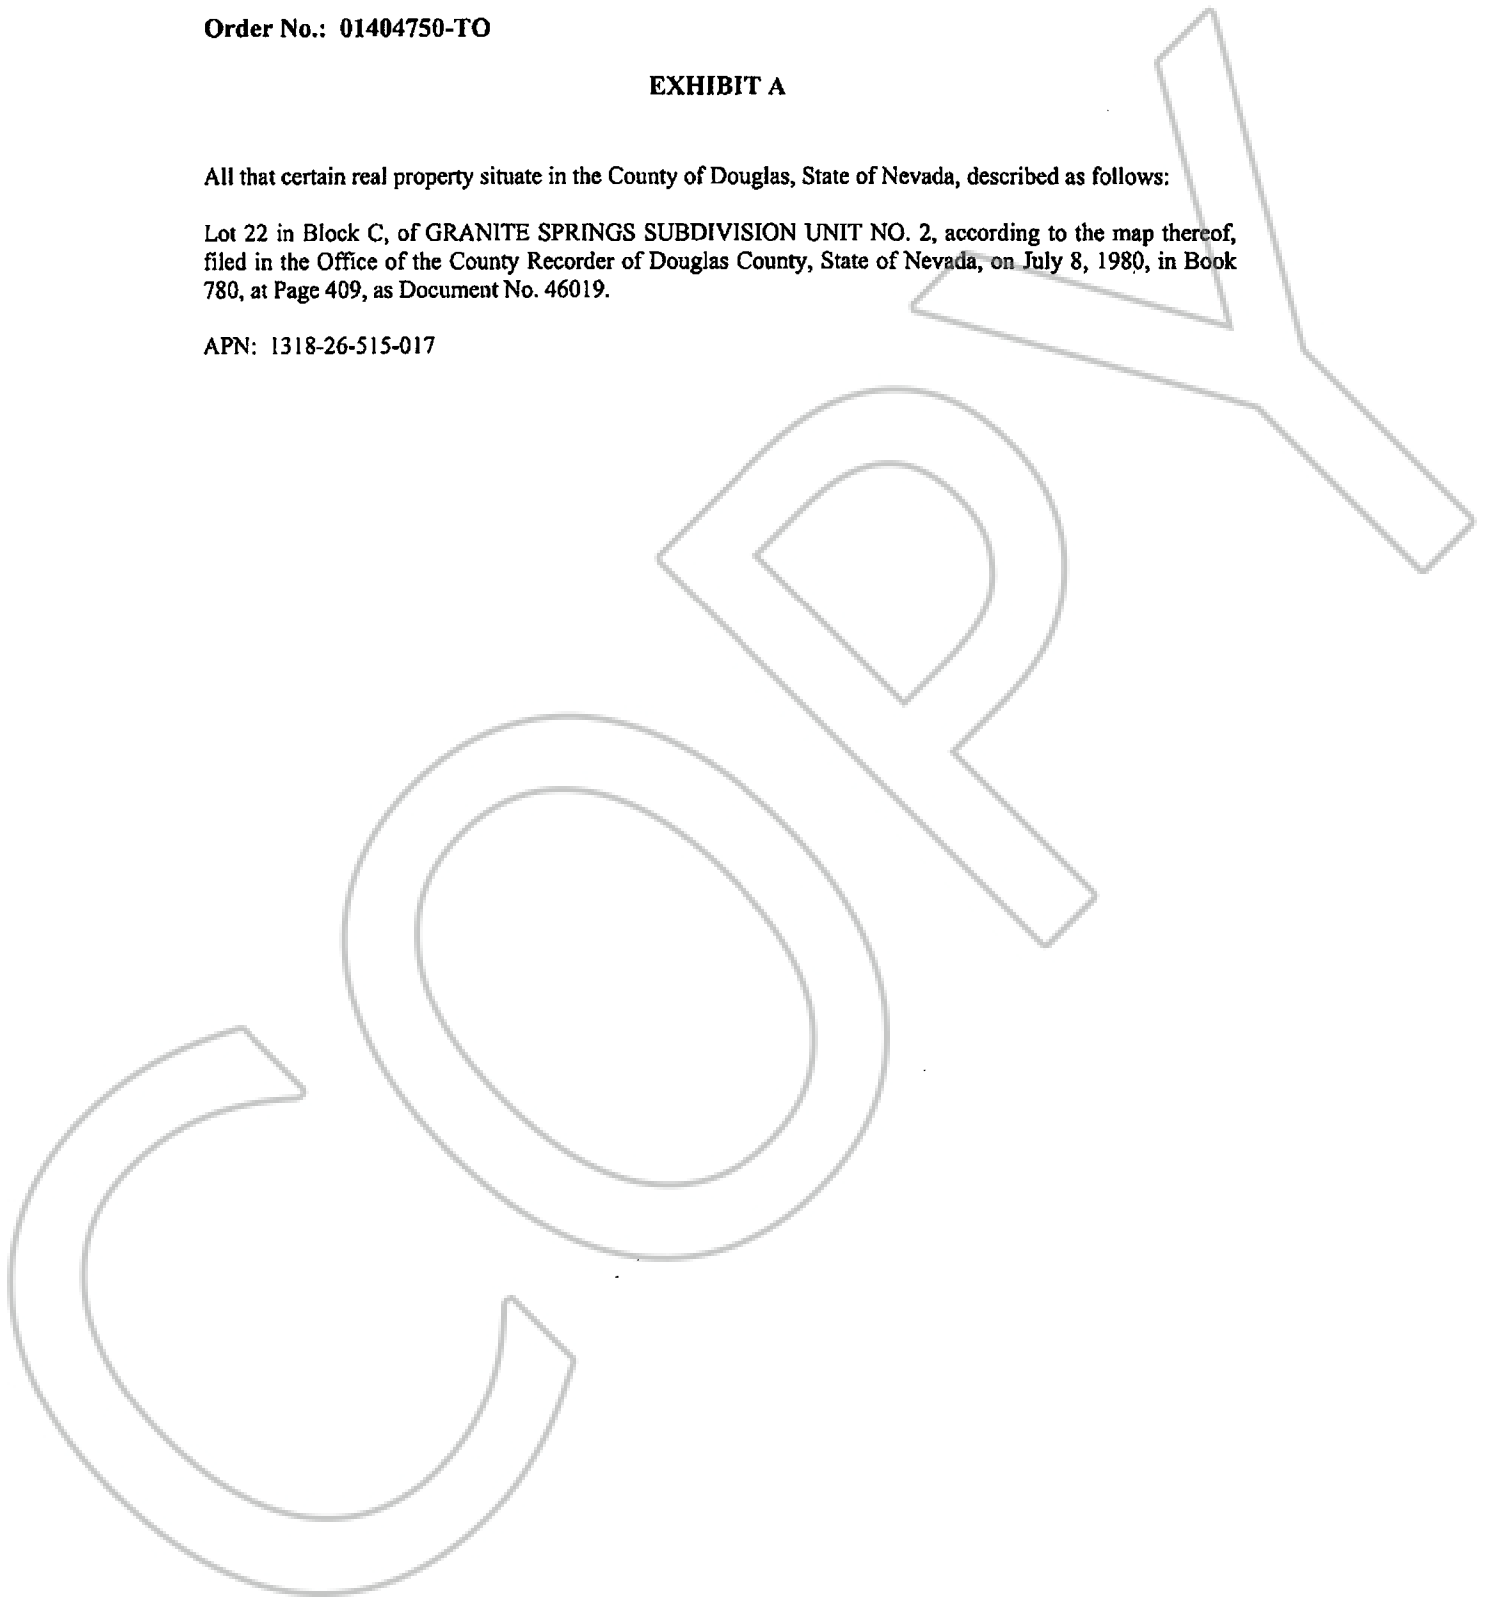 Order No.: 01404750-TO
EXHIBIT A
All that certain real property situate in the County of Douglas, State of Nevada, described as follows:
Lot 22 in Block C, of GRANITE SPRINGS SUBDIVISION UNIT NO. 2, according to the map thereof,
filed in the Office of the County Recorder of Douglas County, State of Nevada, on July 8, 1980, in Book
780, at Page 409, as Document No. 46019.
APN: 1318-26-515-017
COPY